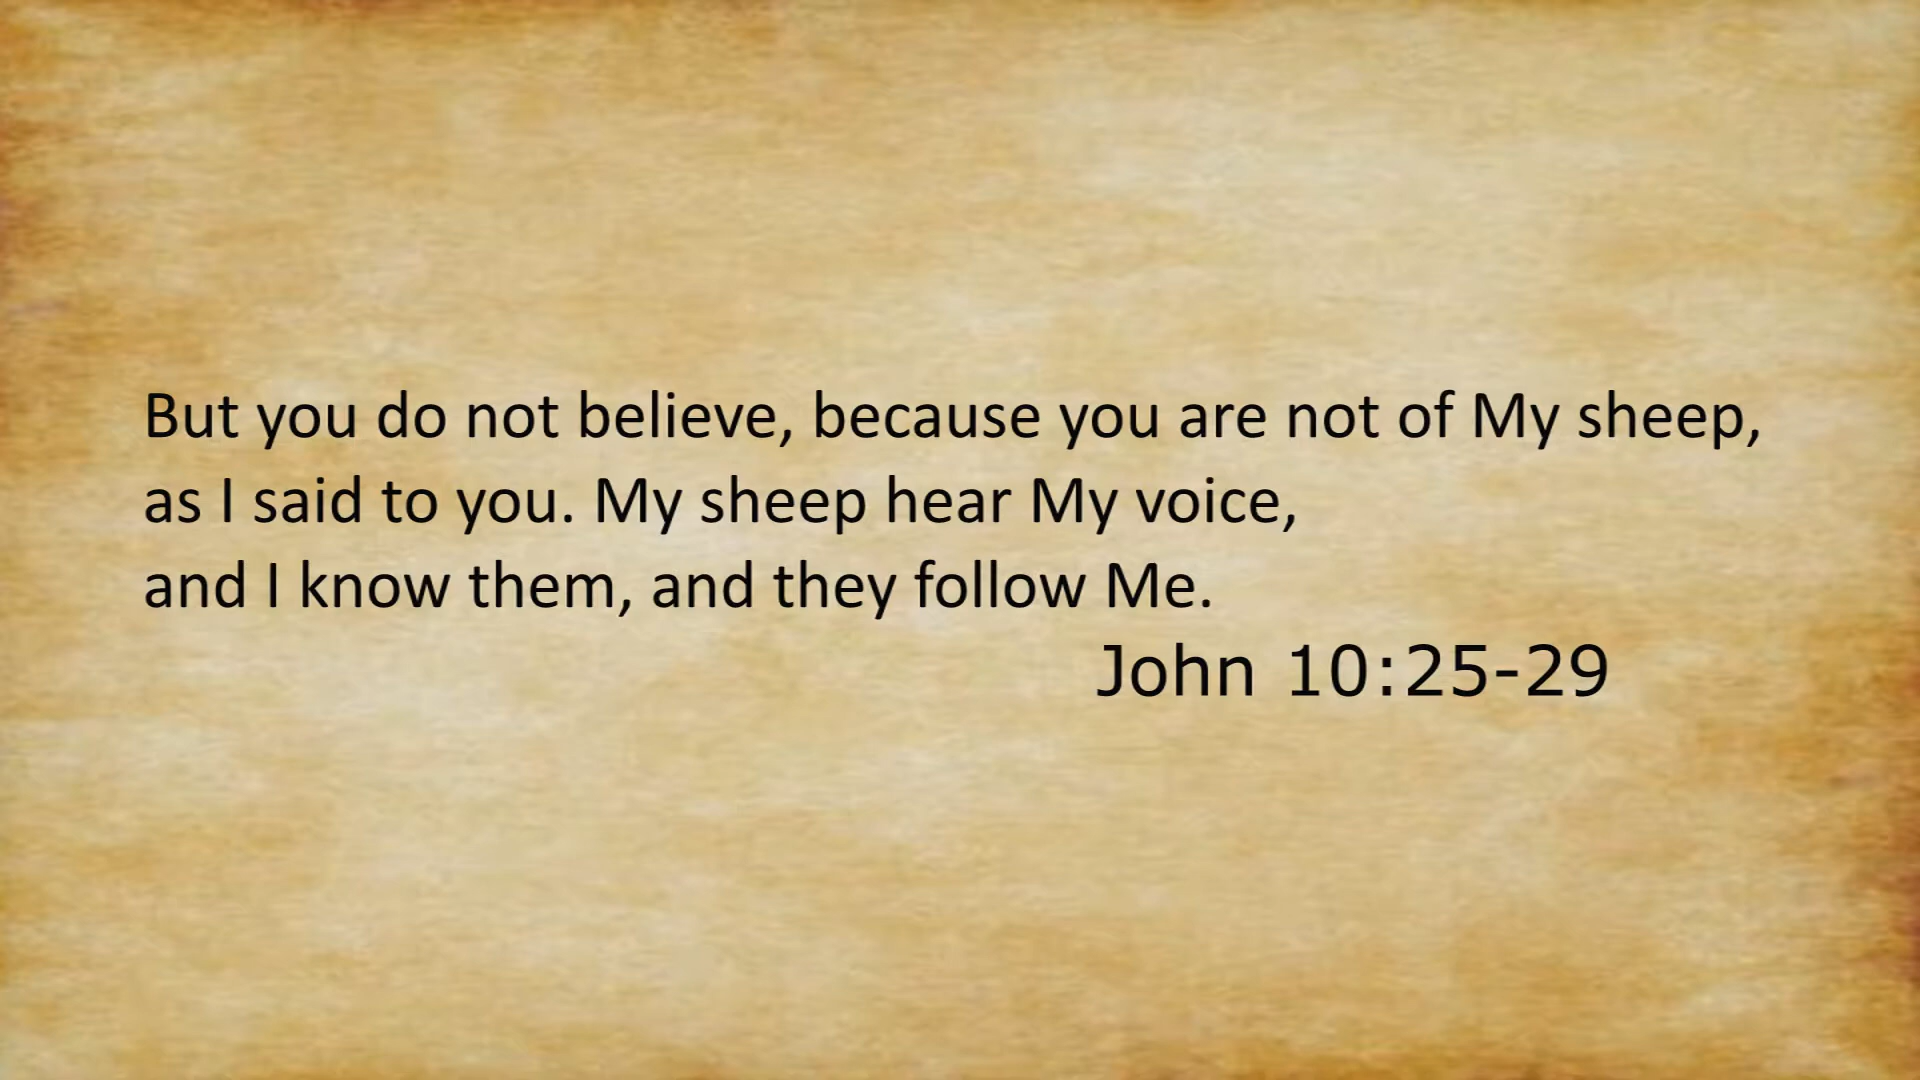 But you do not believe, because you are not of My sheep,
as I said to you. My sheep hear My voice,
and I know them, and they follow Me.
John 10:25-29